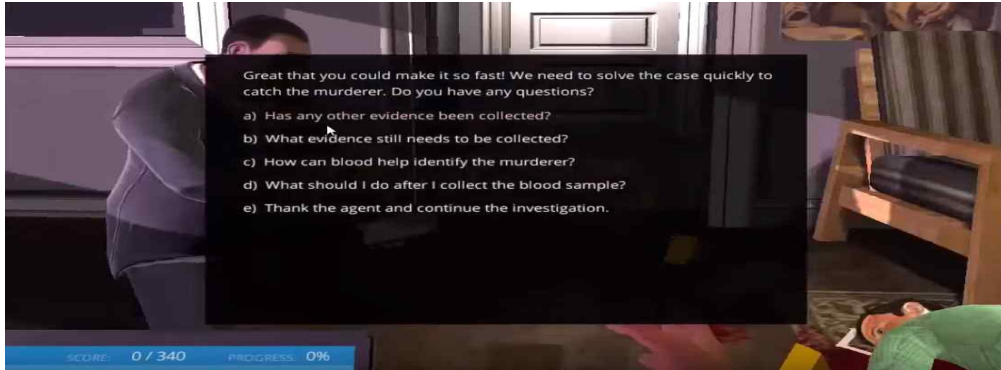 Great that you could make it so fast! We need to solve the case quickly to
catch the murderer. Do you have any questions?
a) Has any other evidence been collected?
b) What evidence still needs to be collected?
c) How can blood help identify the murderer?
d) What should I do after I collect the blood sample?
e) Thank the agent and continue the investigation.
SCORE: 0 / 340 PROGRESS: 0%